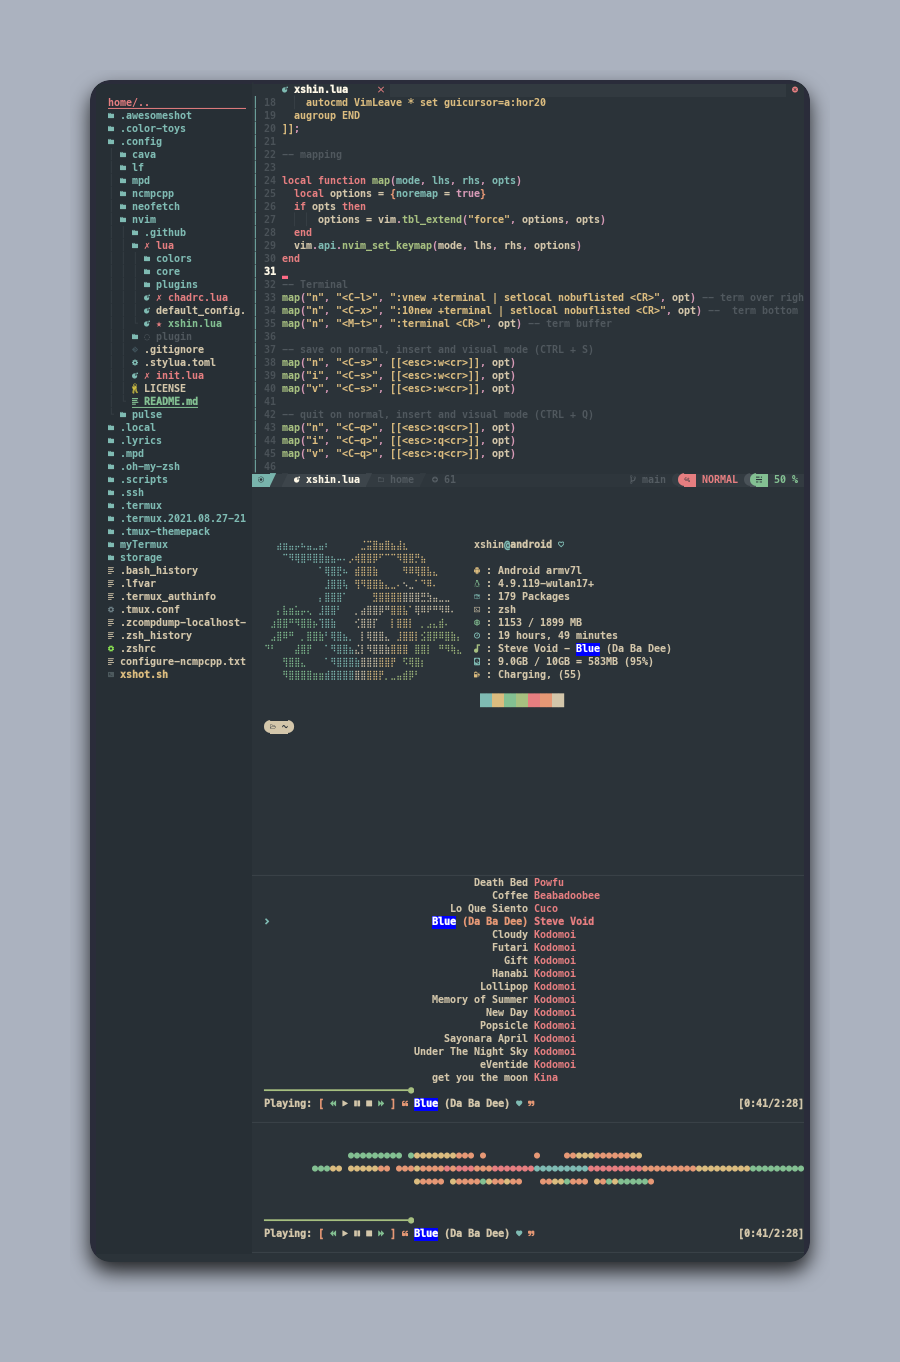 home/..
.awesomeshot
.color-toys
.config
cava
lf
mpd
ncmpcpp
neofetch
nvim
.github
✗ lua
colors
core
plugins
✗ chadrc.lua
default_config.
★ xshin.lua
plugin
.gitignore
.stylua.toml
✗ init.lua
LICENSE
README.md
pulse
.local
.lyrics
.mpd
.oh-my-zsh
.scripts
.ssh
.termux
.termux.2021.08.27-21
.tmux-themepack
myTermux
storage
.bash_history
.lfvar
.termux_authinfo
.tmux.conf
.zcompdump-localhost-
.zsh_history
.zshrc
configure-ncmpcpp.txt
xshot.sh
xshin.lua
18 autocmd VimLeave * set guicursor=a:hor20
19 augroup END
20 ]];
21
22 -- mapping
23
24 local function map(mode, lhs, rhs, opts)
25 local options = {noremap = true}
26 if opts then
27 options = vim.tbl_extend("force", options, opts)
28 end
29 vim.api.nvim_set_keymap(mode, lhs, rhs, options)
30 end
31
32 -- Terminal
33 map("n", "<C-l>", ":vnew +terminal | setlocal nobuflisted <CR>", opt) -- term over righ
34 map("n", "<C-x>", ":10new +terminal | setlocal nobuflisted <CR>", opt) -- term bottom
35 map("n", "<M-t>", ":terminal <CR>", opt) -- term buffer
36
37 -- save on normal, insert and visual mode (CTRL + S)
38 map("n", "<C-s>", [[<esc>:w<cr>]], opt)
39 map("i", "<C-s>", [[<esc>:w<cr>]], opt)
40 map("v", "<C-s>", [[<esc>:w<cr>]], opt)
41
42 -- quit on normal, insert and visual mode (CTRL + Q)
43 map("n", "<C-q>", [[<esc>:q<cr>]], opt)
44 map("i", "<C-q>", [[<esc>:q<cr>]], opt)
45 map("v", "<C-q>", [[<esc>:q<cr>]], opt)
46
xshin.lua home 61 main NORMAL 50 %
xshin@android
: Android armv7l
: 4.9.119-wulan17+
: 179 Packages
: zsh
: 1153 / 1899 MB
: 19 hours, 49 minutes
: Steve Void - Blue (Da Ba Dee)
: 9.0GB / 10GB = 583MB (95%)
: Charging, (55)
~
Death Bed Powfu
Coffee Beabadoobee
Lo Que Siento Cuco
Blue (Da Ba Dee) Steve Void
Cloudy Kodomoi
Futari Kodomoi
Gift Kodomoi
Hanabi Kodomoi
Lollipop Kodomoi
Memory of Summer Kodomoi
New Day Kodomoi
Popsicle Kodomoi
Sayonara April Kodomoi
Under The Night Sky Kodomoi
eVentide Kodomoi
get you the moon Kina
Playing: [ ] ❝ Blue (Da Ba Dee) ♥ ❞ [0:41/2:28]
Playing: [ ] ❝ Blue (Da Ba Dee) ♥ ❞ [0:41/2:28]